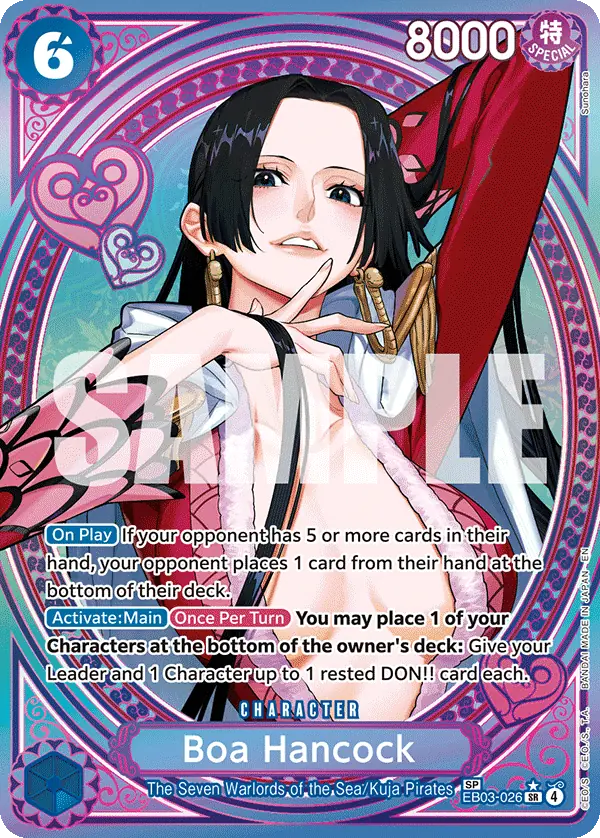 6
8000
特
SPECIAL
Sunohara
SAMPLE
On Play If your opponent has 5 or more cards in their
hand, your opponent places 1 card from their hand at the
bottom of their deck.
Activate:Main Once Per Turn You may place 1 of your
Characters at the bottom of the owner's deck: Give your
Leader and 1 Character up to 1 rested DON!! card each.
CHARACTER
Boa Hancock
The Seven Warlords of the Sea/Kuja Pirates
SP
EB03-026 SR 4
BANDAI MADE IN JAPAN. EN